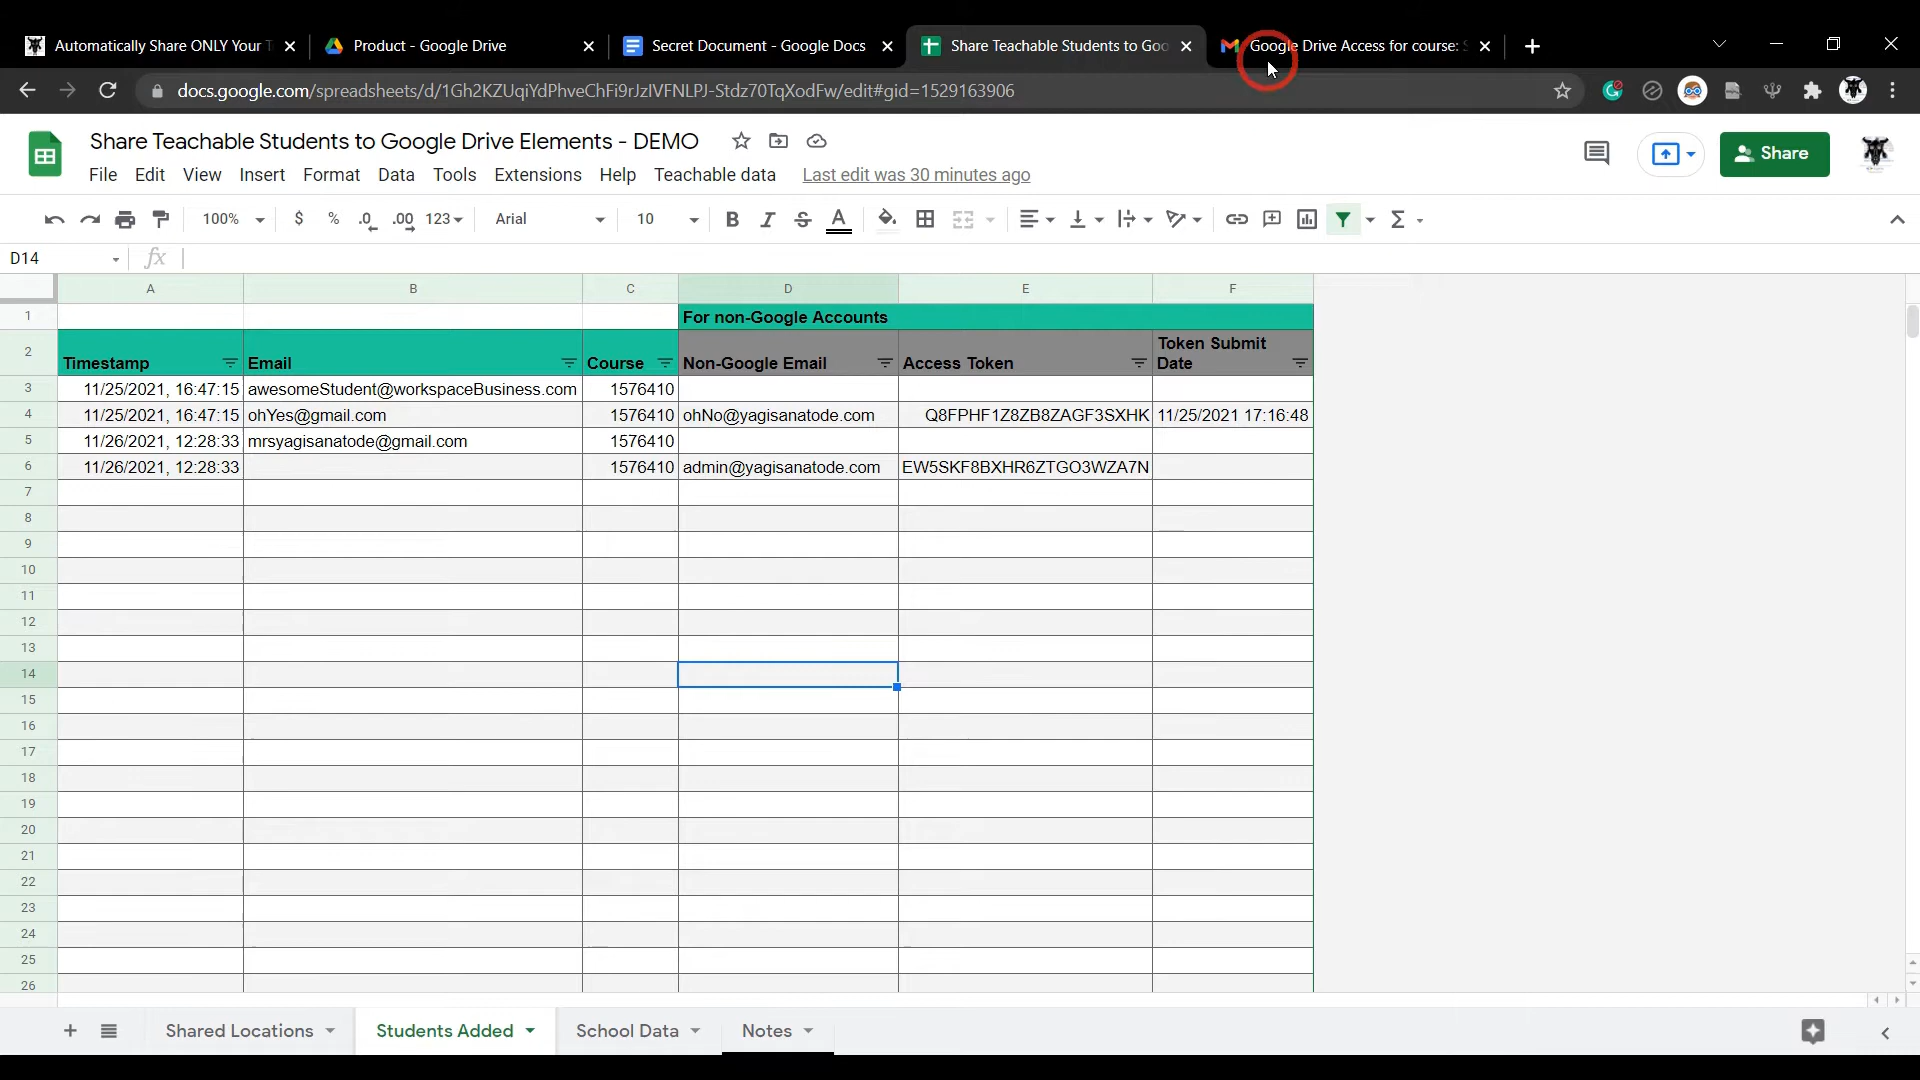 Automatically Share ONLY Your T
Product - Google Drive
Secret Document - Google Docs
Share Teachable Students to Goo
Google Drive Access for course: S
docs.google.com/spreadsheets/d/1Gh2KZUqiYdPhveChFi9rJzIVFNLPJ-Stdz70TqXodFw/edit#gid=1529163906
Share Teachable Students to Google Drive Elements - DEMO
File Edit View Insert Format Data Tools Extensions Help Teachable data Last edit was 30 minutes ago
Share
100% $ % .0 .00 123 Arial 10 B I S A Σ
D14 fx
A B C D E F
1 For non-Google Accounts
2 Timestamp Email Course Non-Google Email Access Token Token Submit Date
3 11/25/2021, 16:47:15 awesomeStudent@workspaceBusiness.com 1576410
4 11/25/2021, 16:47:15 ohYes@gmail.com 1576410 ohNo@yagisanatode.com Q8FPHF1Z8ZB8ZAGF3SXHK 11/25/2021 17:16:48
5 11/26/2021, 12:28:33 mrsyagisanatode@gmail.com 1576410
6 11/26/2021, 12:28:33 1576410 admin@yagisanatode.com EW5SKF8BXHR6ZTGO3WZA7N
7
8
9
10
11
12
13
14
15
16
17
18
19
20
21
22
23
24
25
26
Shared Locations Students Added School Data Notes